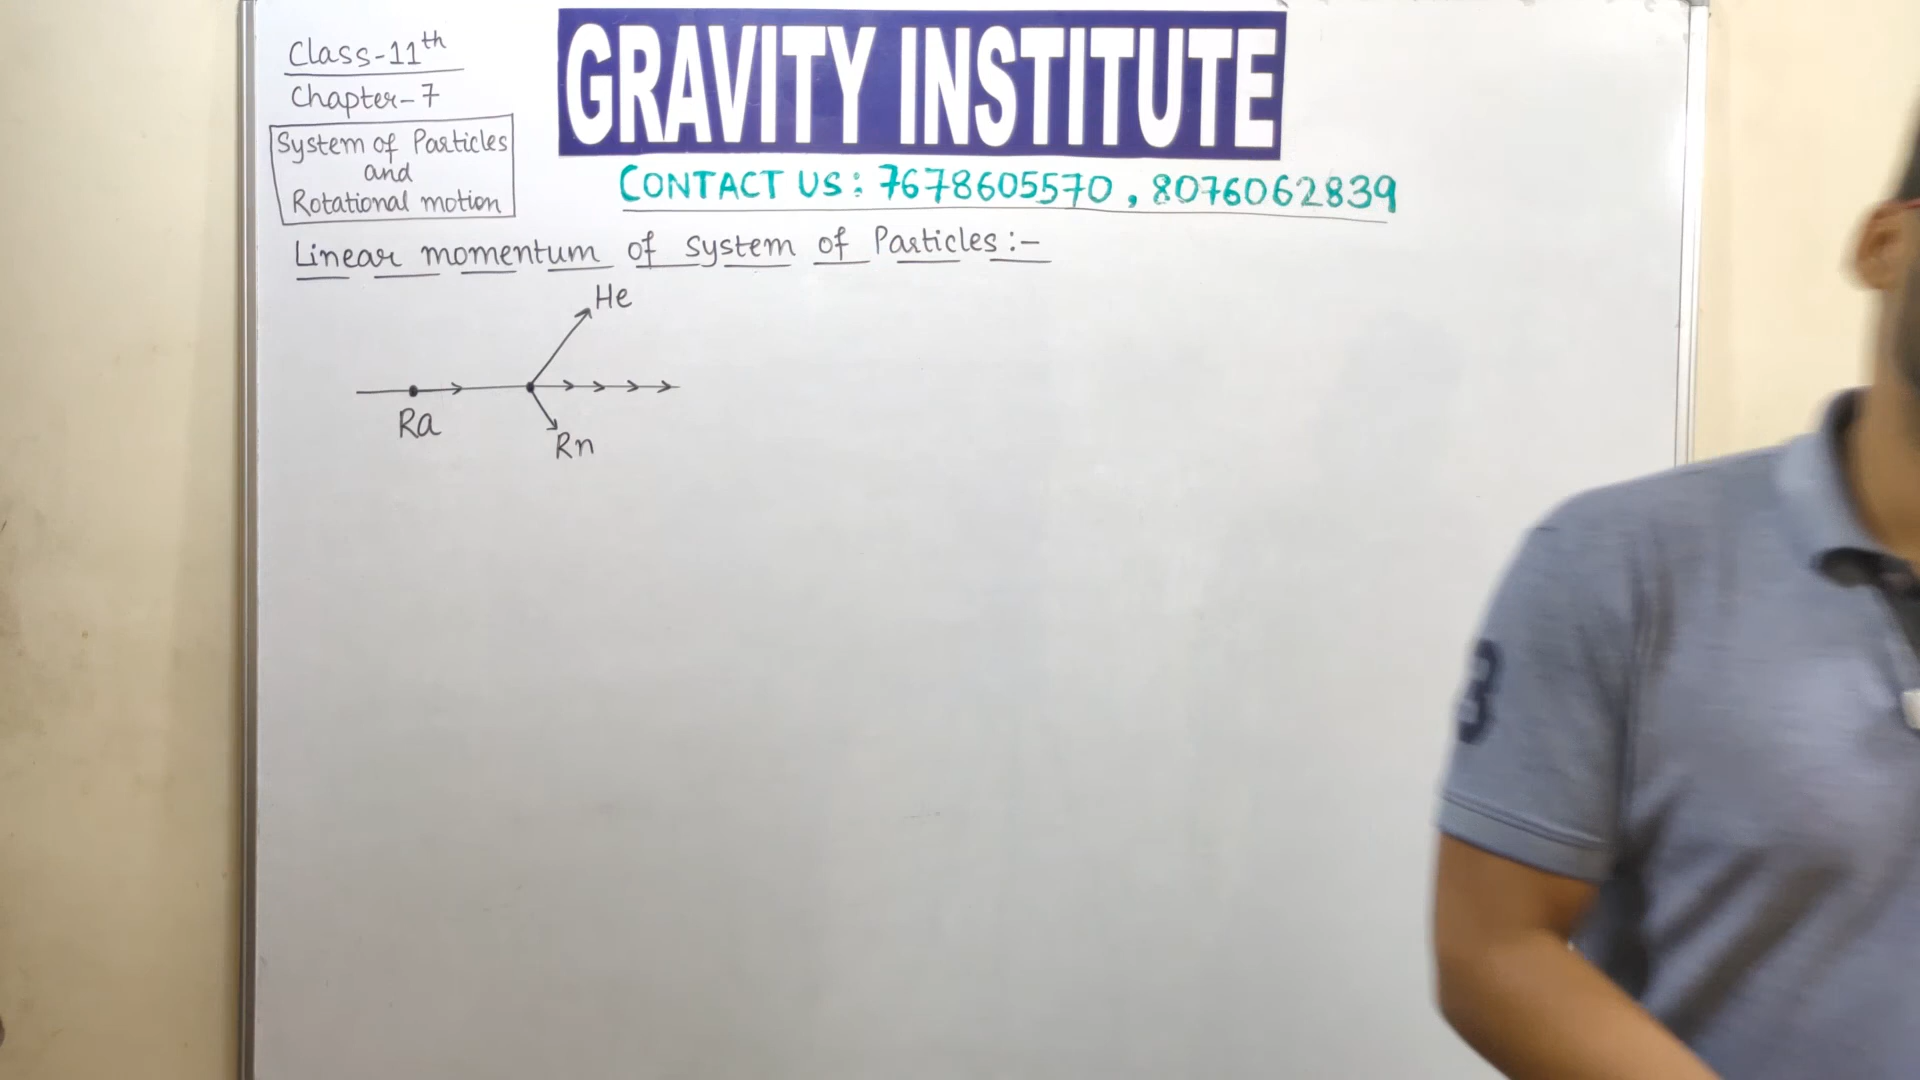 Class-11th
Chapter-7
System of Particles
and
Rotational motion
GRAVITY INSTITUTE
CONTACT US: 7678605570, 8076062839
Linear momentum of system of Particles:-
He
Ra
Rn
3